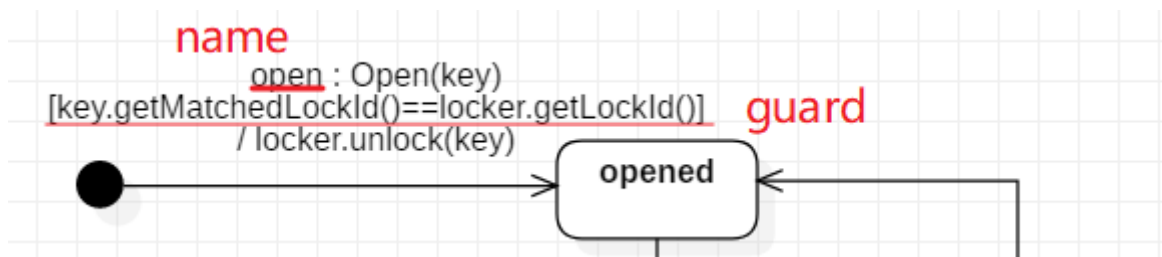 name
open : Open(key)
[key.getMatchedLockId()==locker.getLockId()]
guard
/ locker.unlock(key)
opened